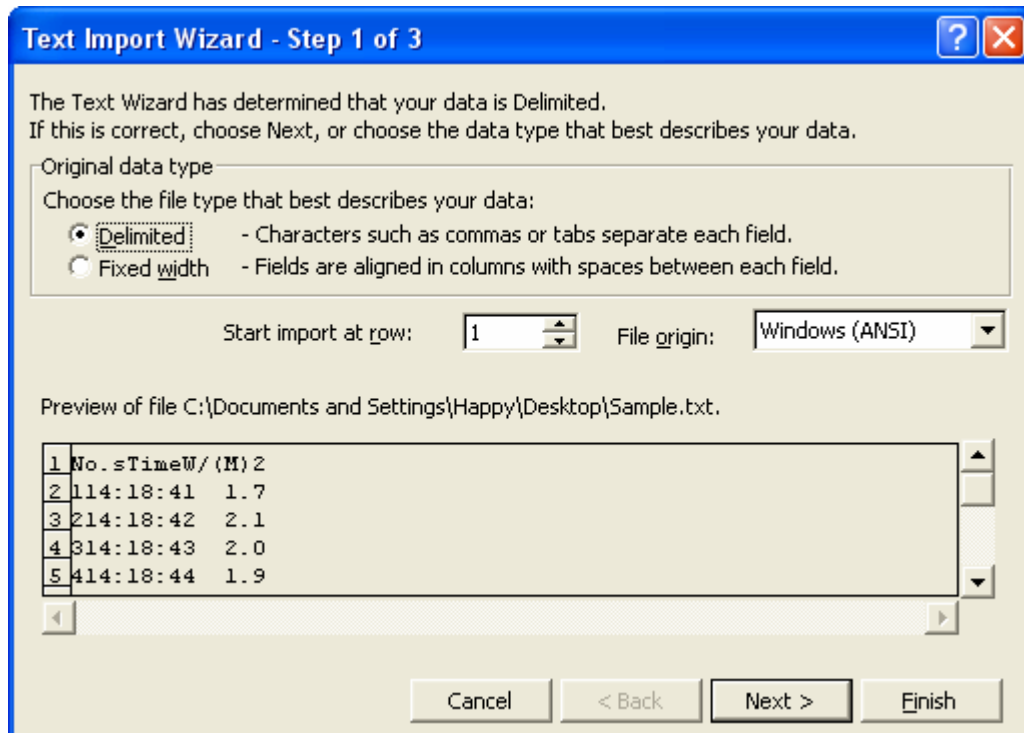 Text Import Wizard - Step 1 of 3
The Text Wizard has determined that your data is Delimited.
If this is correct, choose Next, or choose the data type that best describes your data.
Original data type
Choose the file type that best describes your data:
Delimited - Characters such as commas or tabs separate each field.
Fixed width - Fields are aligned in columns with spaces between each field.
Start import at row: 1 File origin: Windows (ANSI)
Preview of file C:\Documents and Settings\Happy\Desktop\Sample.txt.
1 No.sTimeW/(M)2
2 114:18:41 1.7
3 214:18:42 2.1
4 314:18:43 2.0
5 414:18:44 1.9
Cancel < Back Next > Finish